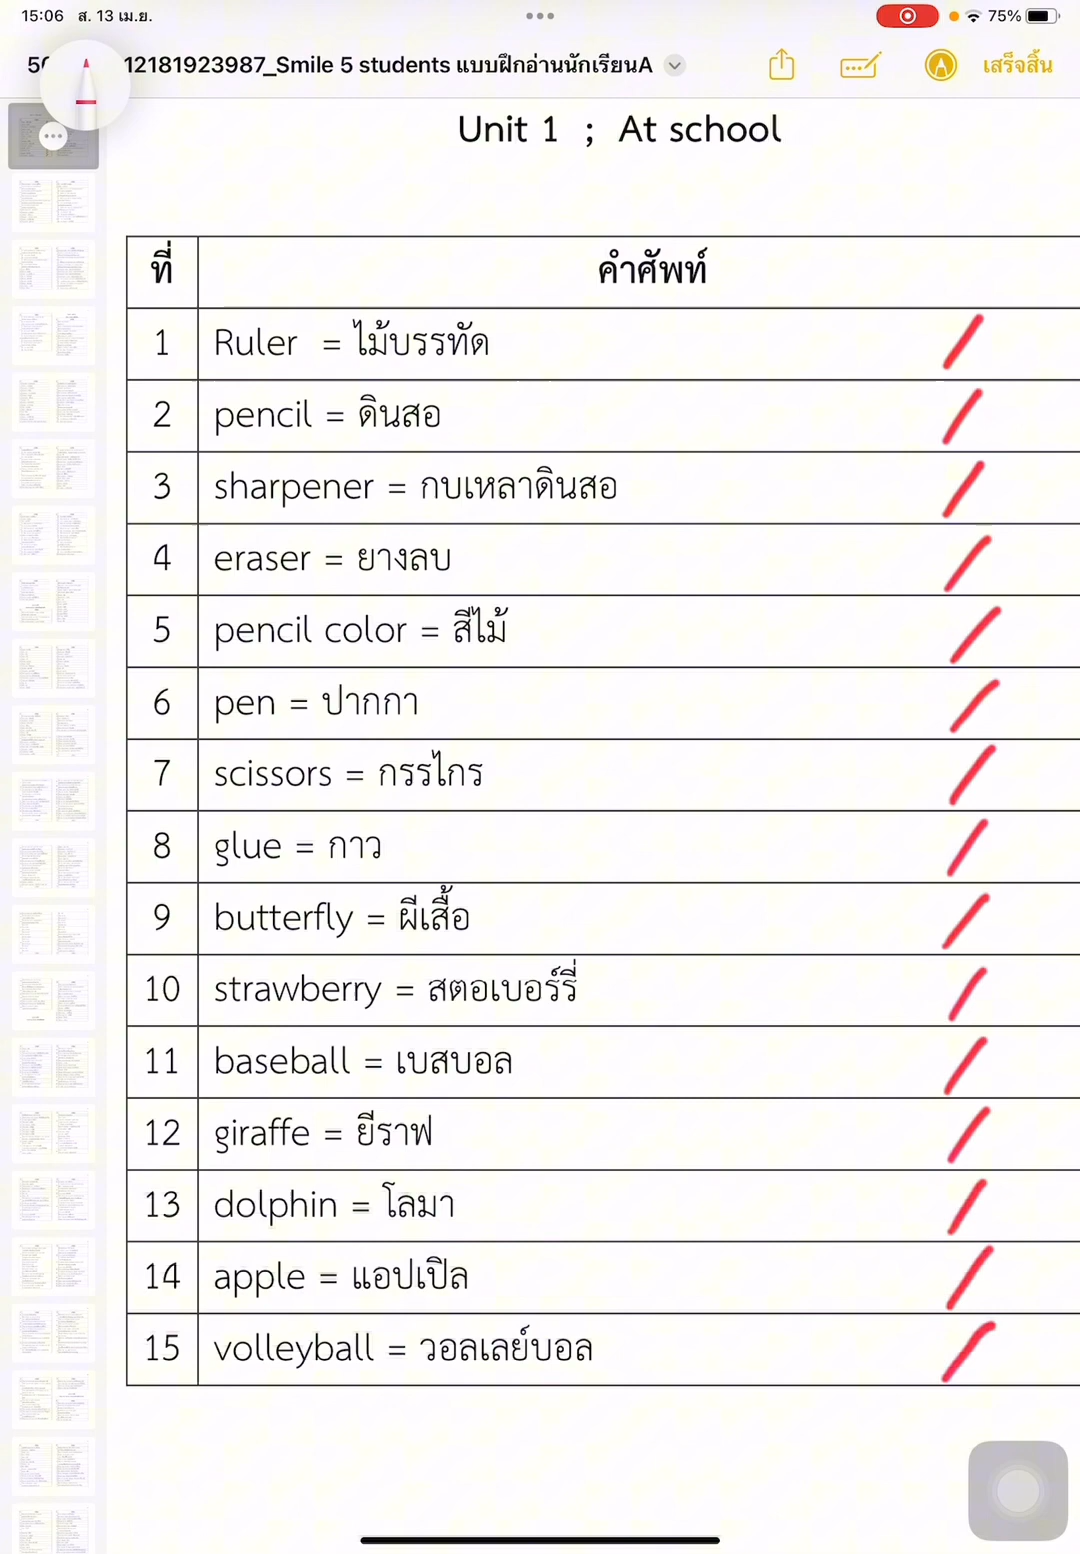 15:06 ส. 13 เม.ย.
75%
12181923987_Smile 5 students แบบฝึกอ่านนักเรียนA
เสร็จสิ้น
Unit 1 ; At school
ที่ คำศัพท์
1 Ruler = ไม้บรรทัด
2 pencil = ดินสอ
3 sharpener = กบเหลาดินสอ
4 eraser = ยางลบ
5 pencil color = สีไม้
6 pen = ปากกา
7 scissors = กรรไกร
8 glue = กาว
9 butterfly = ผีเสื้อ
10 strawberry = สตอเบอร์รี่
11 baseball = เบสบอล
12 giraffe = ยีราฟ
13 dolphin = โลมา
14 apple = แอปเปิล
15 volleyball = วอลเลย์บอล